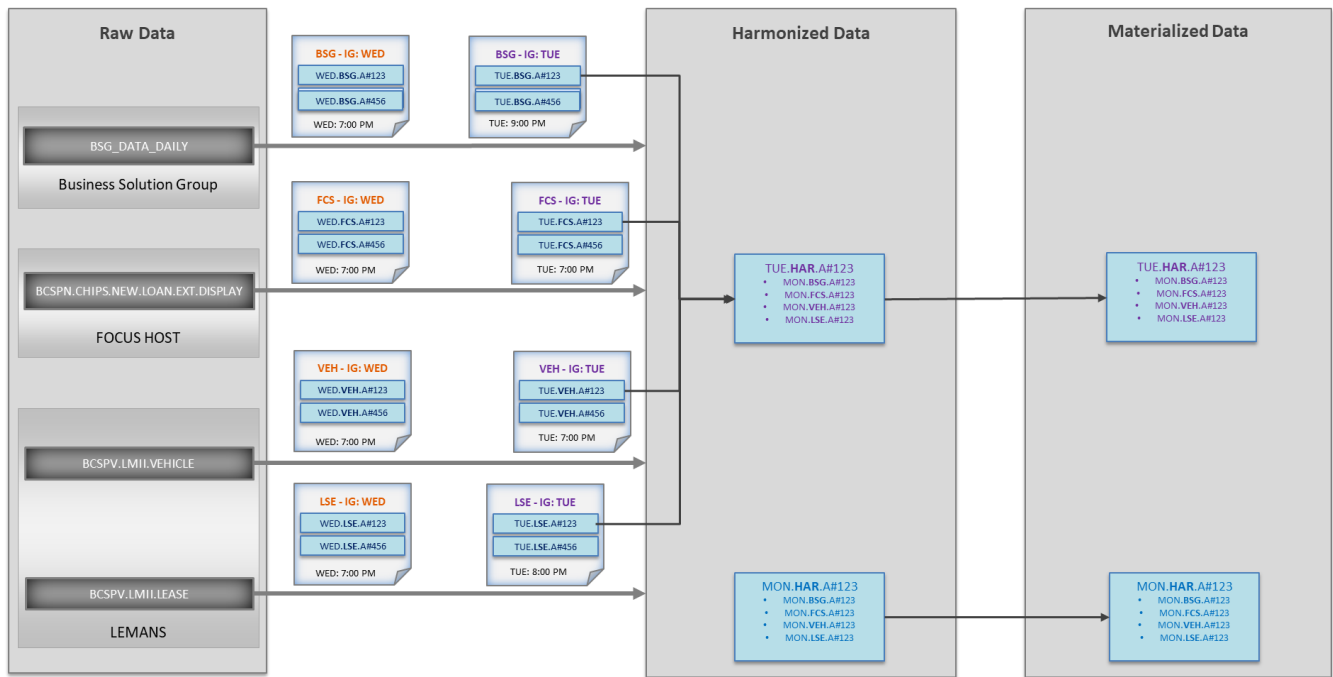 Raw Data
BSG_DATA_DAILY
Business Solution Group
BCSPN.CHIPS.NEW.LOAN.EXT.DISPLAY
FOCUS HOST
BCSPV.LMII.VEHICLE
BCSPV.LMII.LEASE
LEMANS
BSG - IG: WED
WED.BSG.A#123
WED.BSG.A#456
WED: 7:00 PM
BSG - IG: TUE
TUE.BSG.A#123
TUE.BSG.A#456
TUE: 9:00 PM
FCS - IG: WED
WED.FCS.A#123
WED.FCS.A#456
WED: 7:00 PM
FCS - IG: TUE
TUE.FCS.A#123
TUE.FCS.A#456
TUE: 7:00 PM
VEH - IG: WED
WED.VEH.A#123
WED.VEH.A#456
WED: 7:00 PM
VEH - IG: TUE
TUE.VEH.A#123
TUE.VEH.A#456
TUE: 7:00 PM
LSE - IG: WED
WED.LSE.A#123
WED.LSE.A#456
WED: 7:00 PM
LSE - IG: TUE
TUE.LSE.A#123
TUE.LSE.A#456
TUE: 8:00 PM
Harmonized Data
TUE.HAR.A#123
• MON.BSG.A#123
• MON.FCS.A#123
• MON.VEH.A#123
• MON.LSE.A#123
MON.HAR.A#123
• MON.BSG.A#123
• MON.FCS.A#123
• MON.VEH.A#123
• MON.LSE.A#123
Materialized Data
TUE.HAR.A#123
• MON.BSG.A#123
• MON.FCS.A#123
• MON.VEH.A#123
• MON.LSE.A#123
MON.HAR.A#123
• MON.BSG.A#123
• MON.FCS.A#123
• MON.VEH.A#123
• MON.LSE.A#123